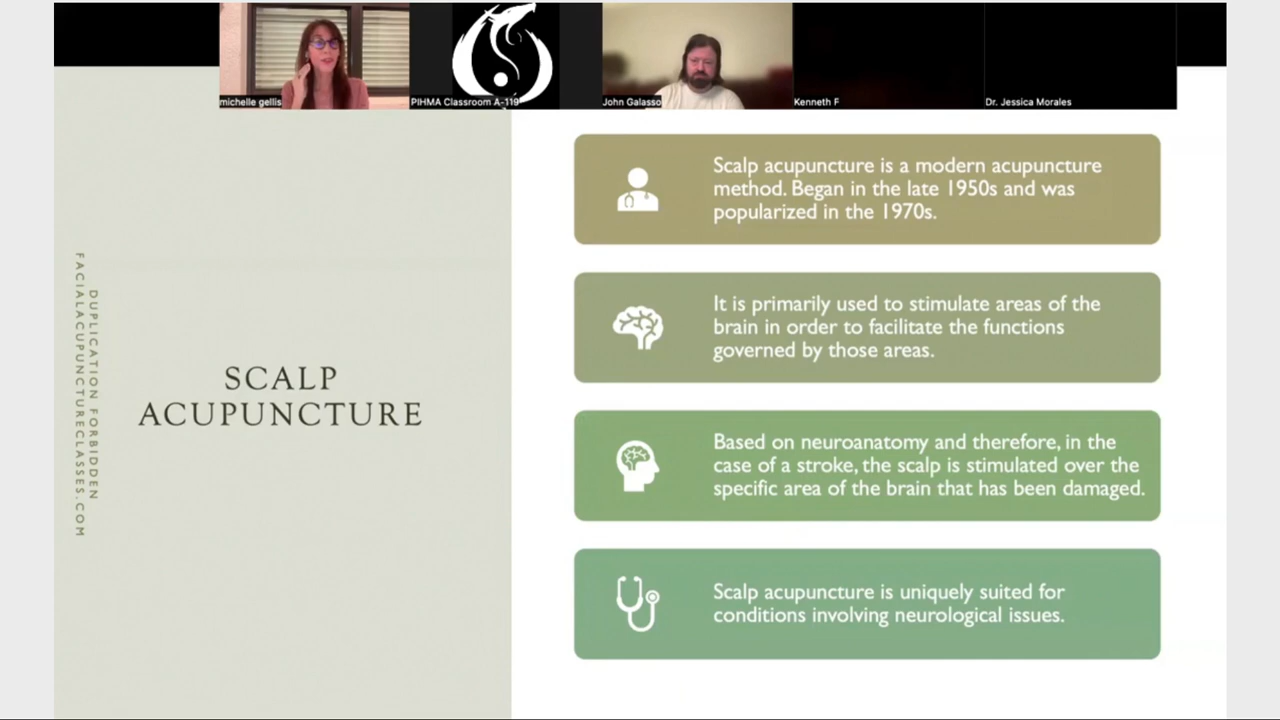 michelle gellis
PIHMA Classroom A-119
John Galasso
Kenneth F
Dr. Jessica Morales
DUPLICATION FORBIDDEN
FACIALACUPUNCTURECLASSES.COM
SCALP
ACUPUNCTURE
Scalp acupuncture is a modern acupuncture
method. Began in the late 1950s and was
popularized in the 1970s.
It is primarily used to stimulate areas of the
brain in order to facilitate the functions
governed by those areas.
Based on neuroanatomy and therefore, in the
case of a stroke, the scalp is stimulated over the
specific area of the brain that has been damaged.
Scalp acupuncture is uniquely suited for
conditions involving neurological issues.